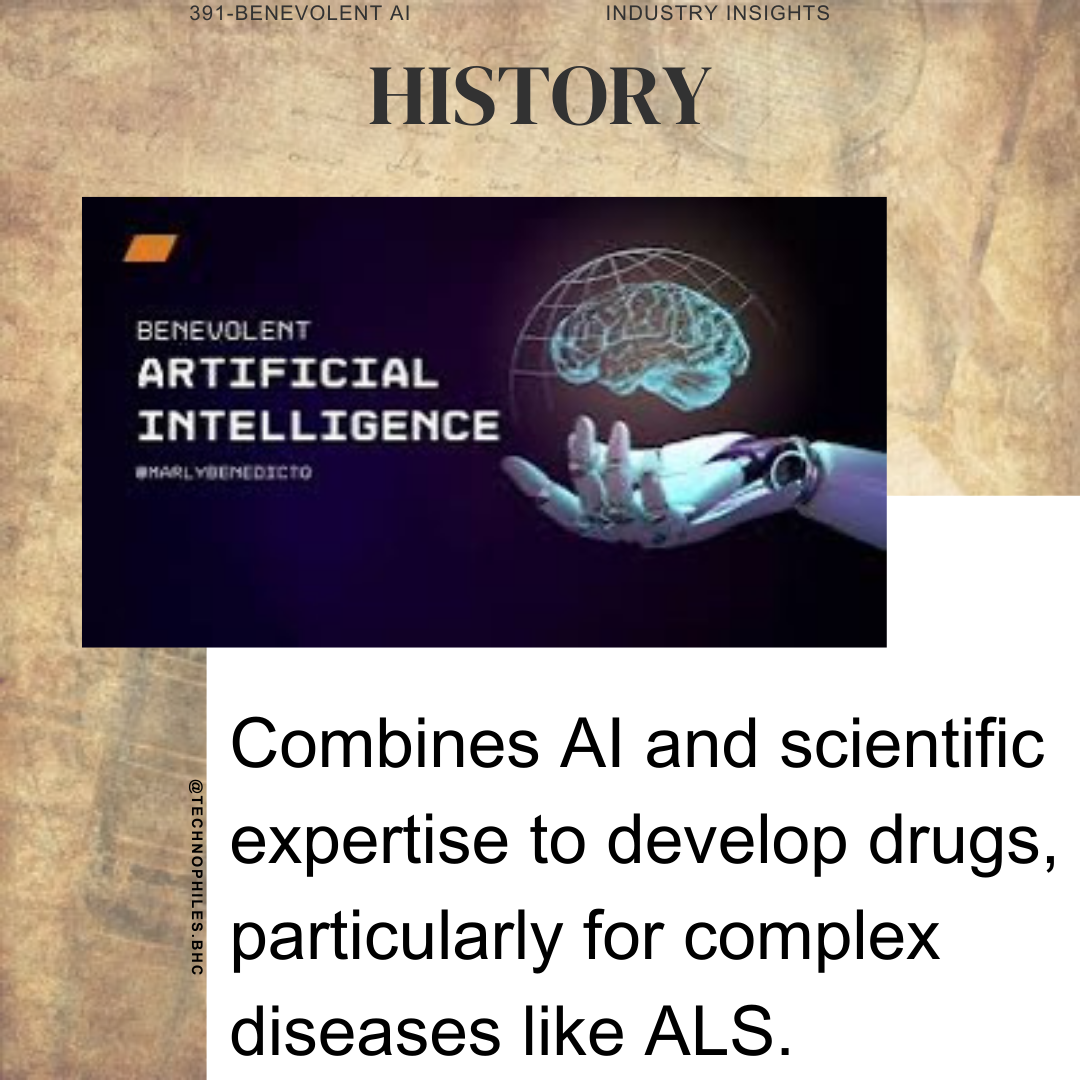 391-BENEVOLENT AI
INDUSTRY INSIGHTS
HISTORY
BENEVOLENT
ARTIFICIAL
INTELLIGENCE
@MARLYBENEDICTO
@TECHNOPHILES.BHC
Combines AI and scientific
expertise to develop drugs,
particularly for complex
diseases like ALS.